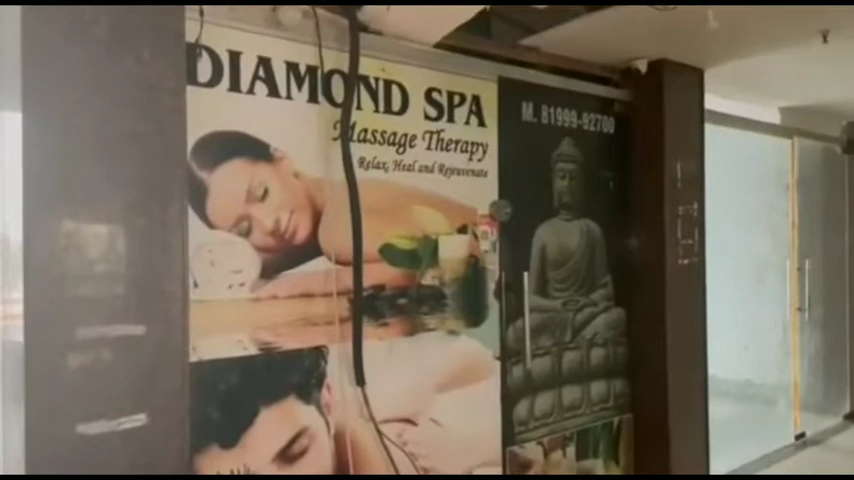 DIAMOND SPA
Massage Therapy
Relax, Heal and Rejuvenate
M. 81999-92700